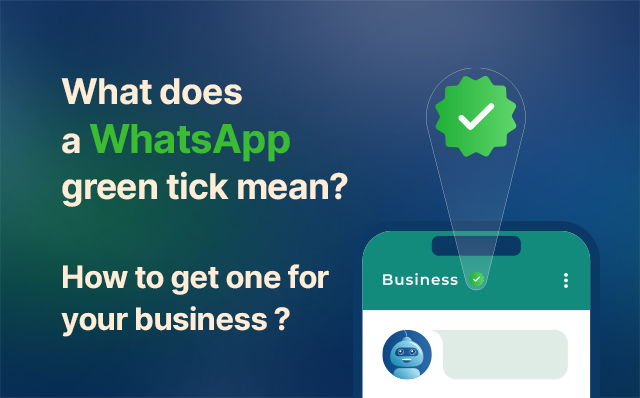 What does
a WhatsApp
green tick mean?
How to get one for
your business ?
Business